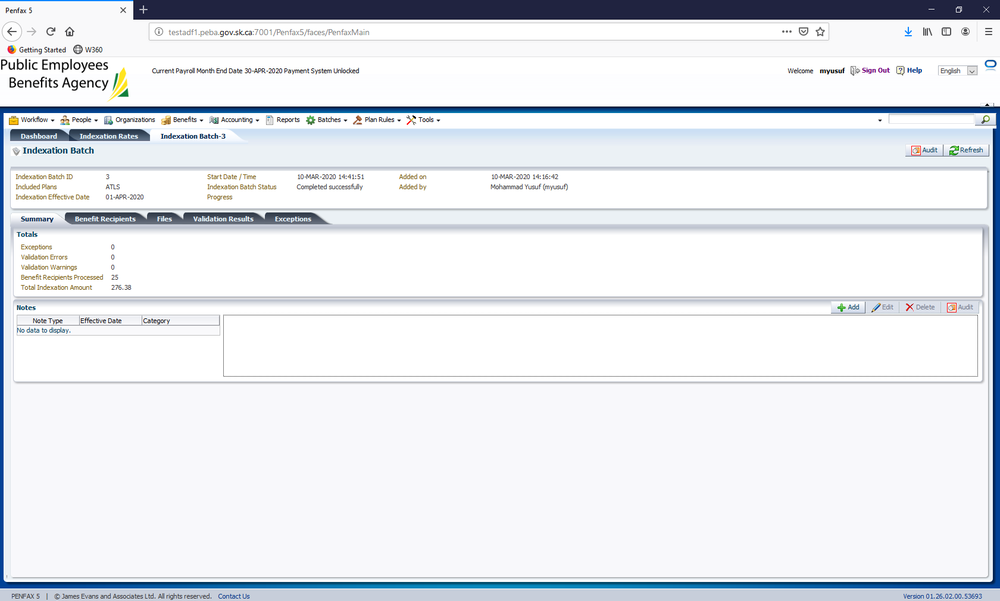 Penfax 5
testadf1.peba.gov.sk.ca:7001/Penfax5/faces/PenfaxMain
Getting Started W360
Public Employees
Benefits Agency
Current Payroll Month End Date 30-APR-2020 Payment System Unlocked
Welcome myusuf Sign Out Help English
Workflow People Organizations Benefits Accounting Reports Batches Plan Rules Tools
Dashboard Indexation Rates Indexation Batch-3
Indexation Batch Audit Refresh
Indexation Batch ID 3 Start Date / Time 10-MAR-2020 14:41:51 Added on 10-MAR-2020 14:16:42
Included Plans ATLS Indexation Batch Status Completed successfully Added by Mohammad Yusuf (myusuf)
Indexation Effective Date 01-APR-2020 Progress
Summary Benefit Recipients Files Validation Results Exceptions
Totals
Exceptions 0
Validation Errors 0
Validation Warnings 0
Benefit Recipients Processed 25
Total Indexation Amount 276.38
Notes Add Edit Delete Audit
Note Type Effective Date Category
No data to display.
PENFAX 5 | © James Evans and Associates Ltd. All rights reserved. Contact Us Version 01.26.02.00.53693